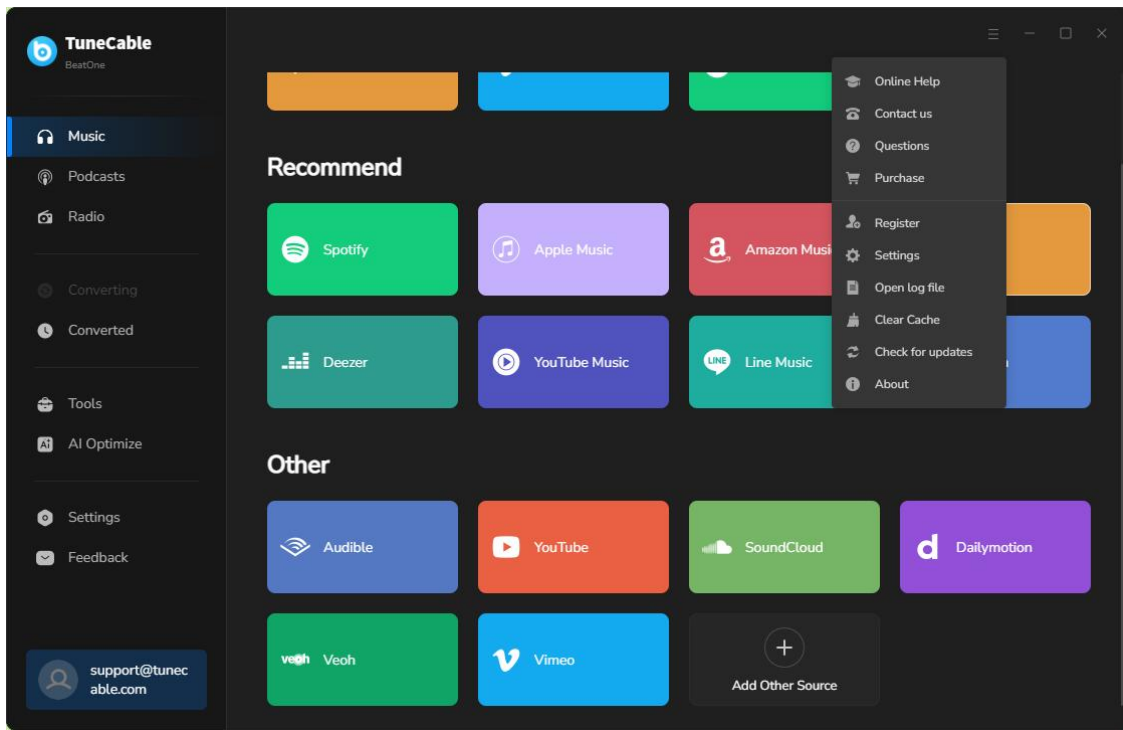 TuneCable
BeatOne
Music
Podcasts
Radio
Converting
Converted
Tools
AI Optimize
Settings
Feedback
support@tunec
able.com
Online Help
Contact us
Questions
Purchase
Register
Settings
Open log file
Clear Cache
Check for updates
About
Recommend
Spotify
Apple Music
Amazon Musi
Deezer
YouTube Music
LINE
Line Music
Other
Audible
YouTube
SoundCloud
d
Dailymotion
veoh
Veoh
Vimeo
Add Other Source